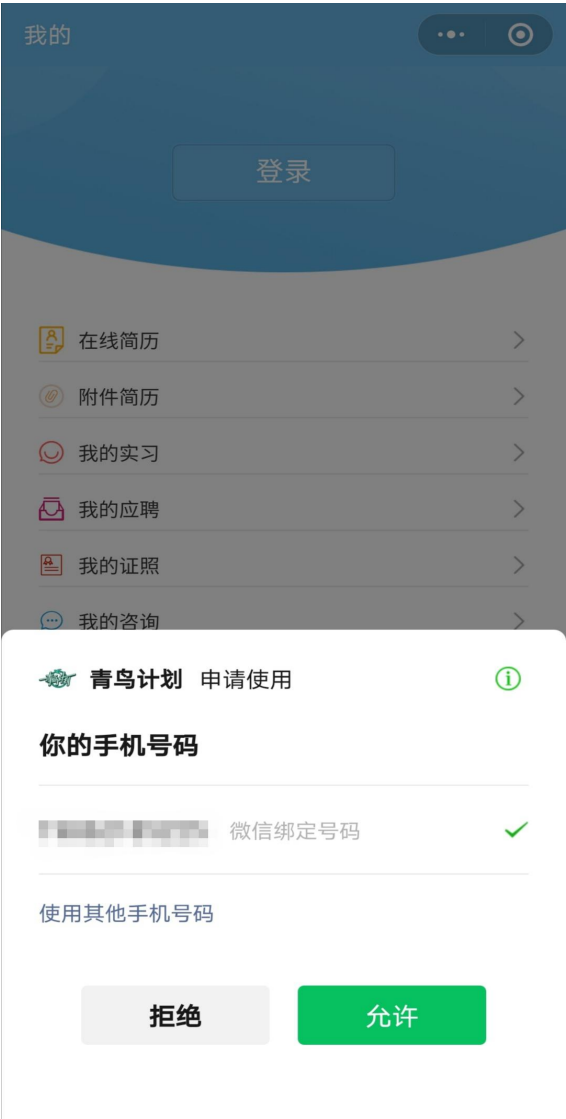 我的
登录
在线简历
附件简历
我的实习
我的应聘
我的证照
我的咨询
青鸟计划 申请使用
你的手机号码
微信绑定号码
使用其他手机号码
拒绝 允许